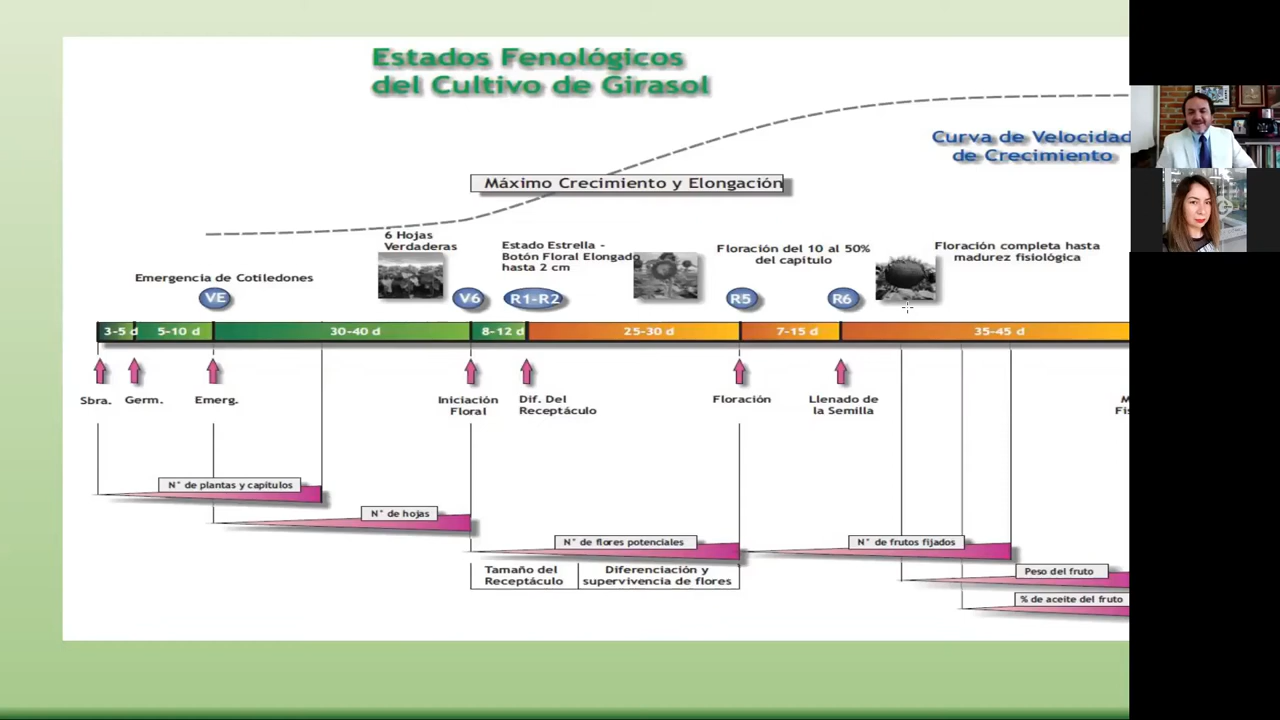 Estados Fenológicos
del Cultivo de Girasol
Curva de Velocidad
de Crecimiento
Máximo Crecimiento y Elongación
6 Hojas
Verdaderas
Estado Estrella -
Botón Floral Elongado
hasta 2 cm
Floración del 10 al 50%
del capítulo
Floración completa hasta
madurez fisiológica
Emergencia de Cotiledones
VE
V6
R1-R2
R5
R6
3-5 d
5-10 d
30-40 d
8-12 d
25-30 d
7-15 d
35-45 d
Sbra.
Germ.
Emerg.
Iniciación
Floral
Dif. Del
Receptáculo
Floración
Llenado de
la Semilla
N° de plantas y capítulos
N° de hojas
N° de flores potenciales
N° de frutos fijados
Tamaño del
Receptáculo
Diferenciación y
supervivencia de flores
Peso del fruto
% de aceite del fruto